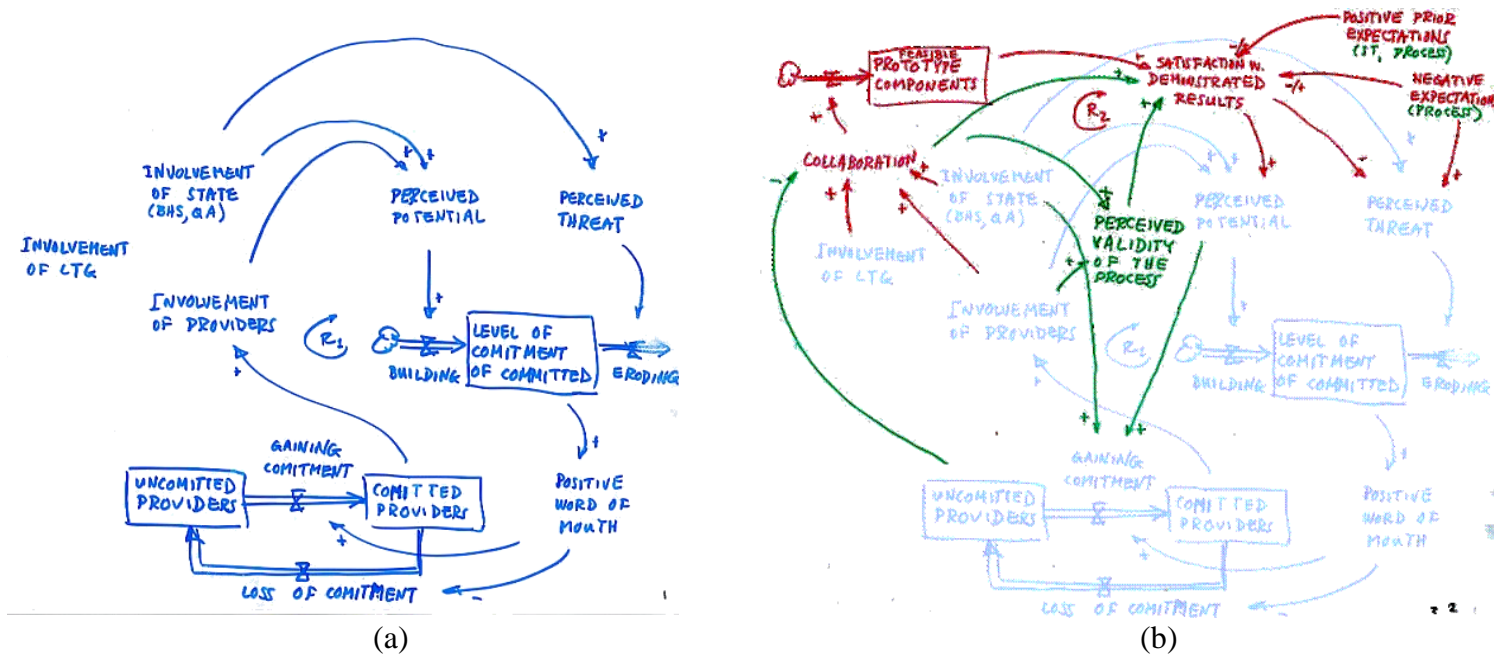 INVOLVEMENT
OF STATE
(BHS, QA)
PERCEIVED
POTENTIAL
PERCEIVED
THREAT
INVOLVEMENT
OF LTG
INVOLVEMENT
OF PROVIDERS
R1
BUILDING
LEVEL OF
COMITMENT
OF COMMITTED
ERODING
GAINING
COMITMENT
UNCOMITTED
PROVIDERS
COMITTED
PROVIDERS
POSITIVE
WORD OF
MOUTH
LOSS OF COMITMENT
+
+
+
+
+
+
+
+
-
1
(a)
POSITIVE PRIOR
EXPECTATIONS
(ST, PROCESS)
FEASIBLE
PROTOTYPE
COMPONENTS
SATISFACTION W.
DEMINSTRATED
RESULTS
NEGATIVE
EXPECTATION
(PROCESS)
-/+
-/+
R2
COLLABORATION
INVOLVEMENT
OF STATE
(BHS, QA)
PERCEIVED
POTENTIAL
PERCEIVED
THREAT
PERCEIVED
VALIDITY
OF THE
PROCESS
INVOLVEMENT
OF LTG
INVOLVEMENT
OF PROVIDERS
R1
BUILDING
LEVEL OF
COMITMENT
OF COMMITTED
ERODING
GAINING
COMITMENT
UNCOMITTED
PROVIDERS
COMITTED
PROVIDERS
POSITIVE
WORD OF
MOUTH
LOSS OF COMITMENT
2
(b)